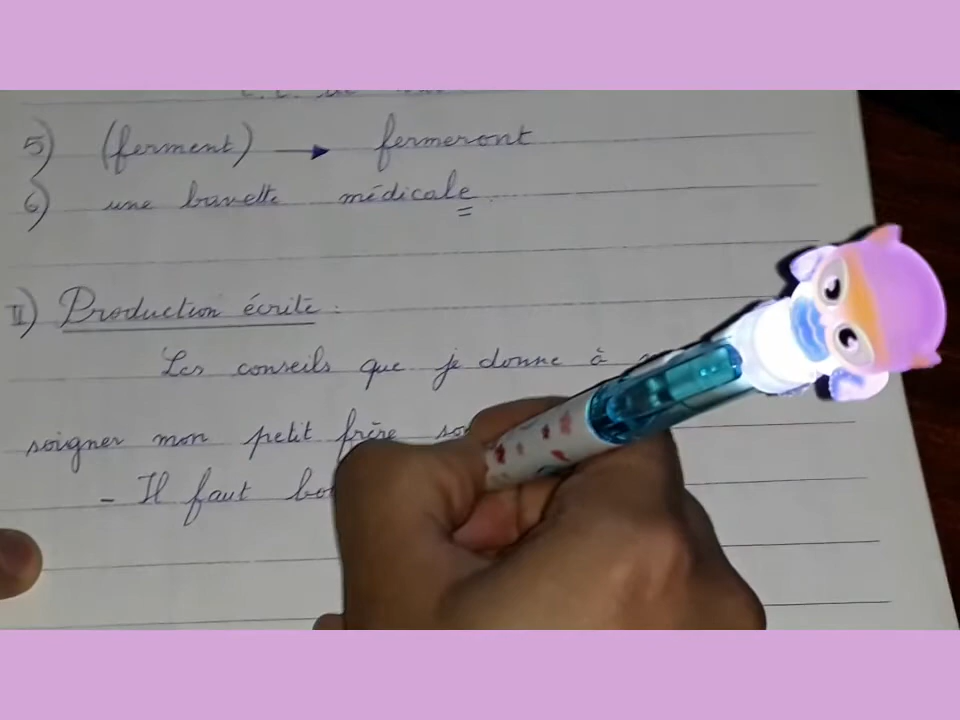 5) (ferment) → fermeront
6) une bavette médicale
II) Production écrite :
Les conseils que je donne à
soigner mon petit frère
- Il faut